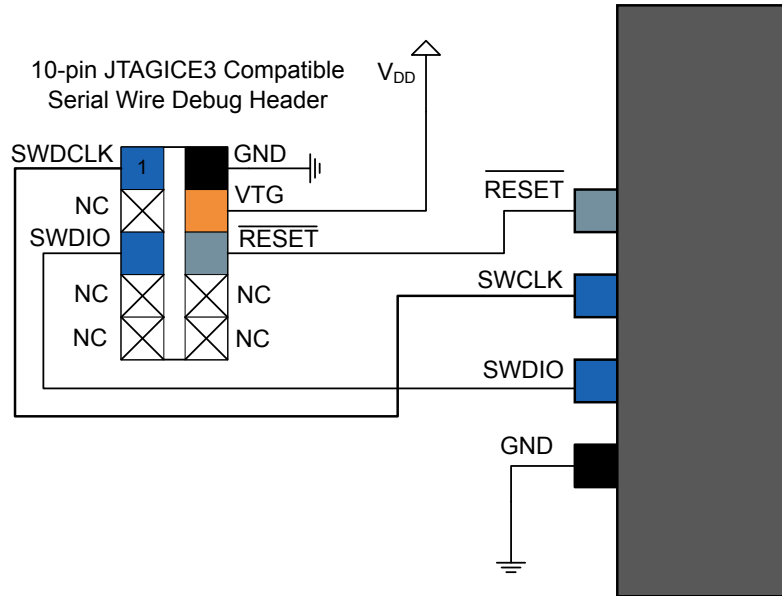 10-pin JTAGICE3 Compatible
Serial Wire Debug Header
VDD
SWDCLK
1
GND
NC
VTG
SWDIO
RESET
NC
NC
NC
NC
RESET
SWCLK
SWDIO
GND